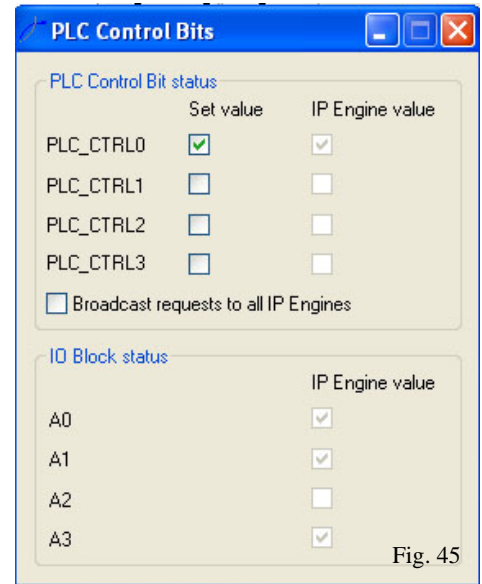 PLC Control Bits
PLC Control Bit status
Set value IP Engine value
PLC_CTRL0
PLC_CTRL1
PLC_CTRL2
PLC_CTRL3
Broadcast requests to all IP Engines
IO Block status
IP Engine value
A0
A1
A2
A3
Fig. 45